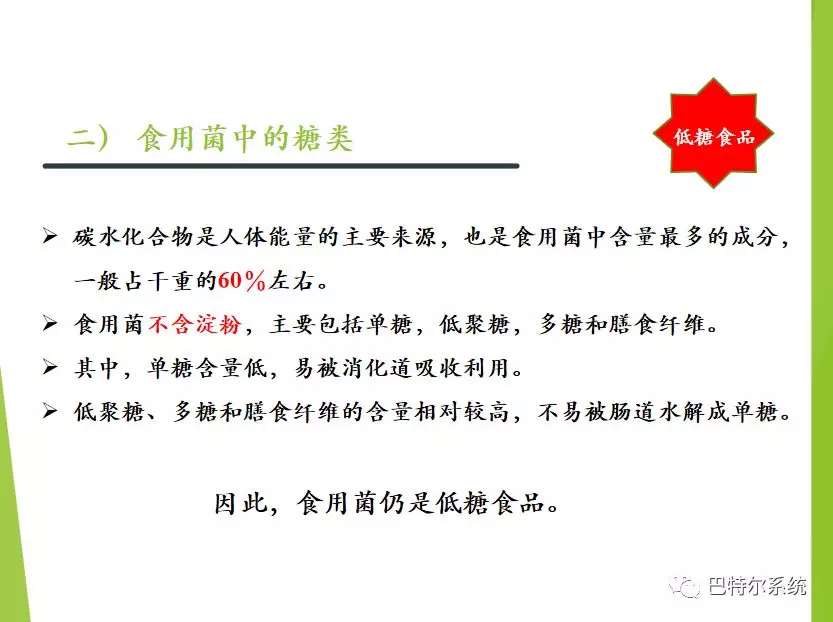 二） 食用菌中的糖类
低糖食品
碳水化合物是人体能量的主要来源，也是食用菌中含量最多的成分，
一般占干重的60%左右。
食用菌不含淀粉，主要包括单糖，低聚糖，多糖和膳食纤维。
其中，单糖含量低，易被消化道吸收利用。
低聚糖、多糖和膳食纤维的含量相对较高，不易被肠道水解成单糖。
因此，食用菌仍是低糖食品。
巴特尔系统